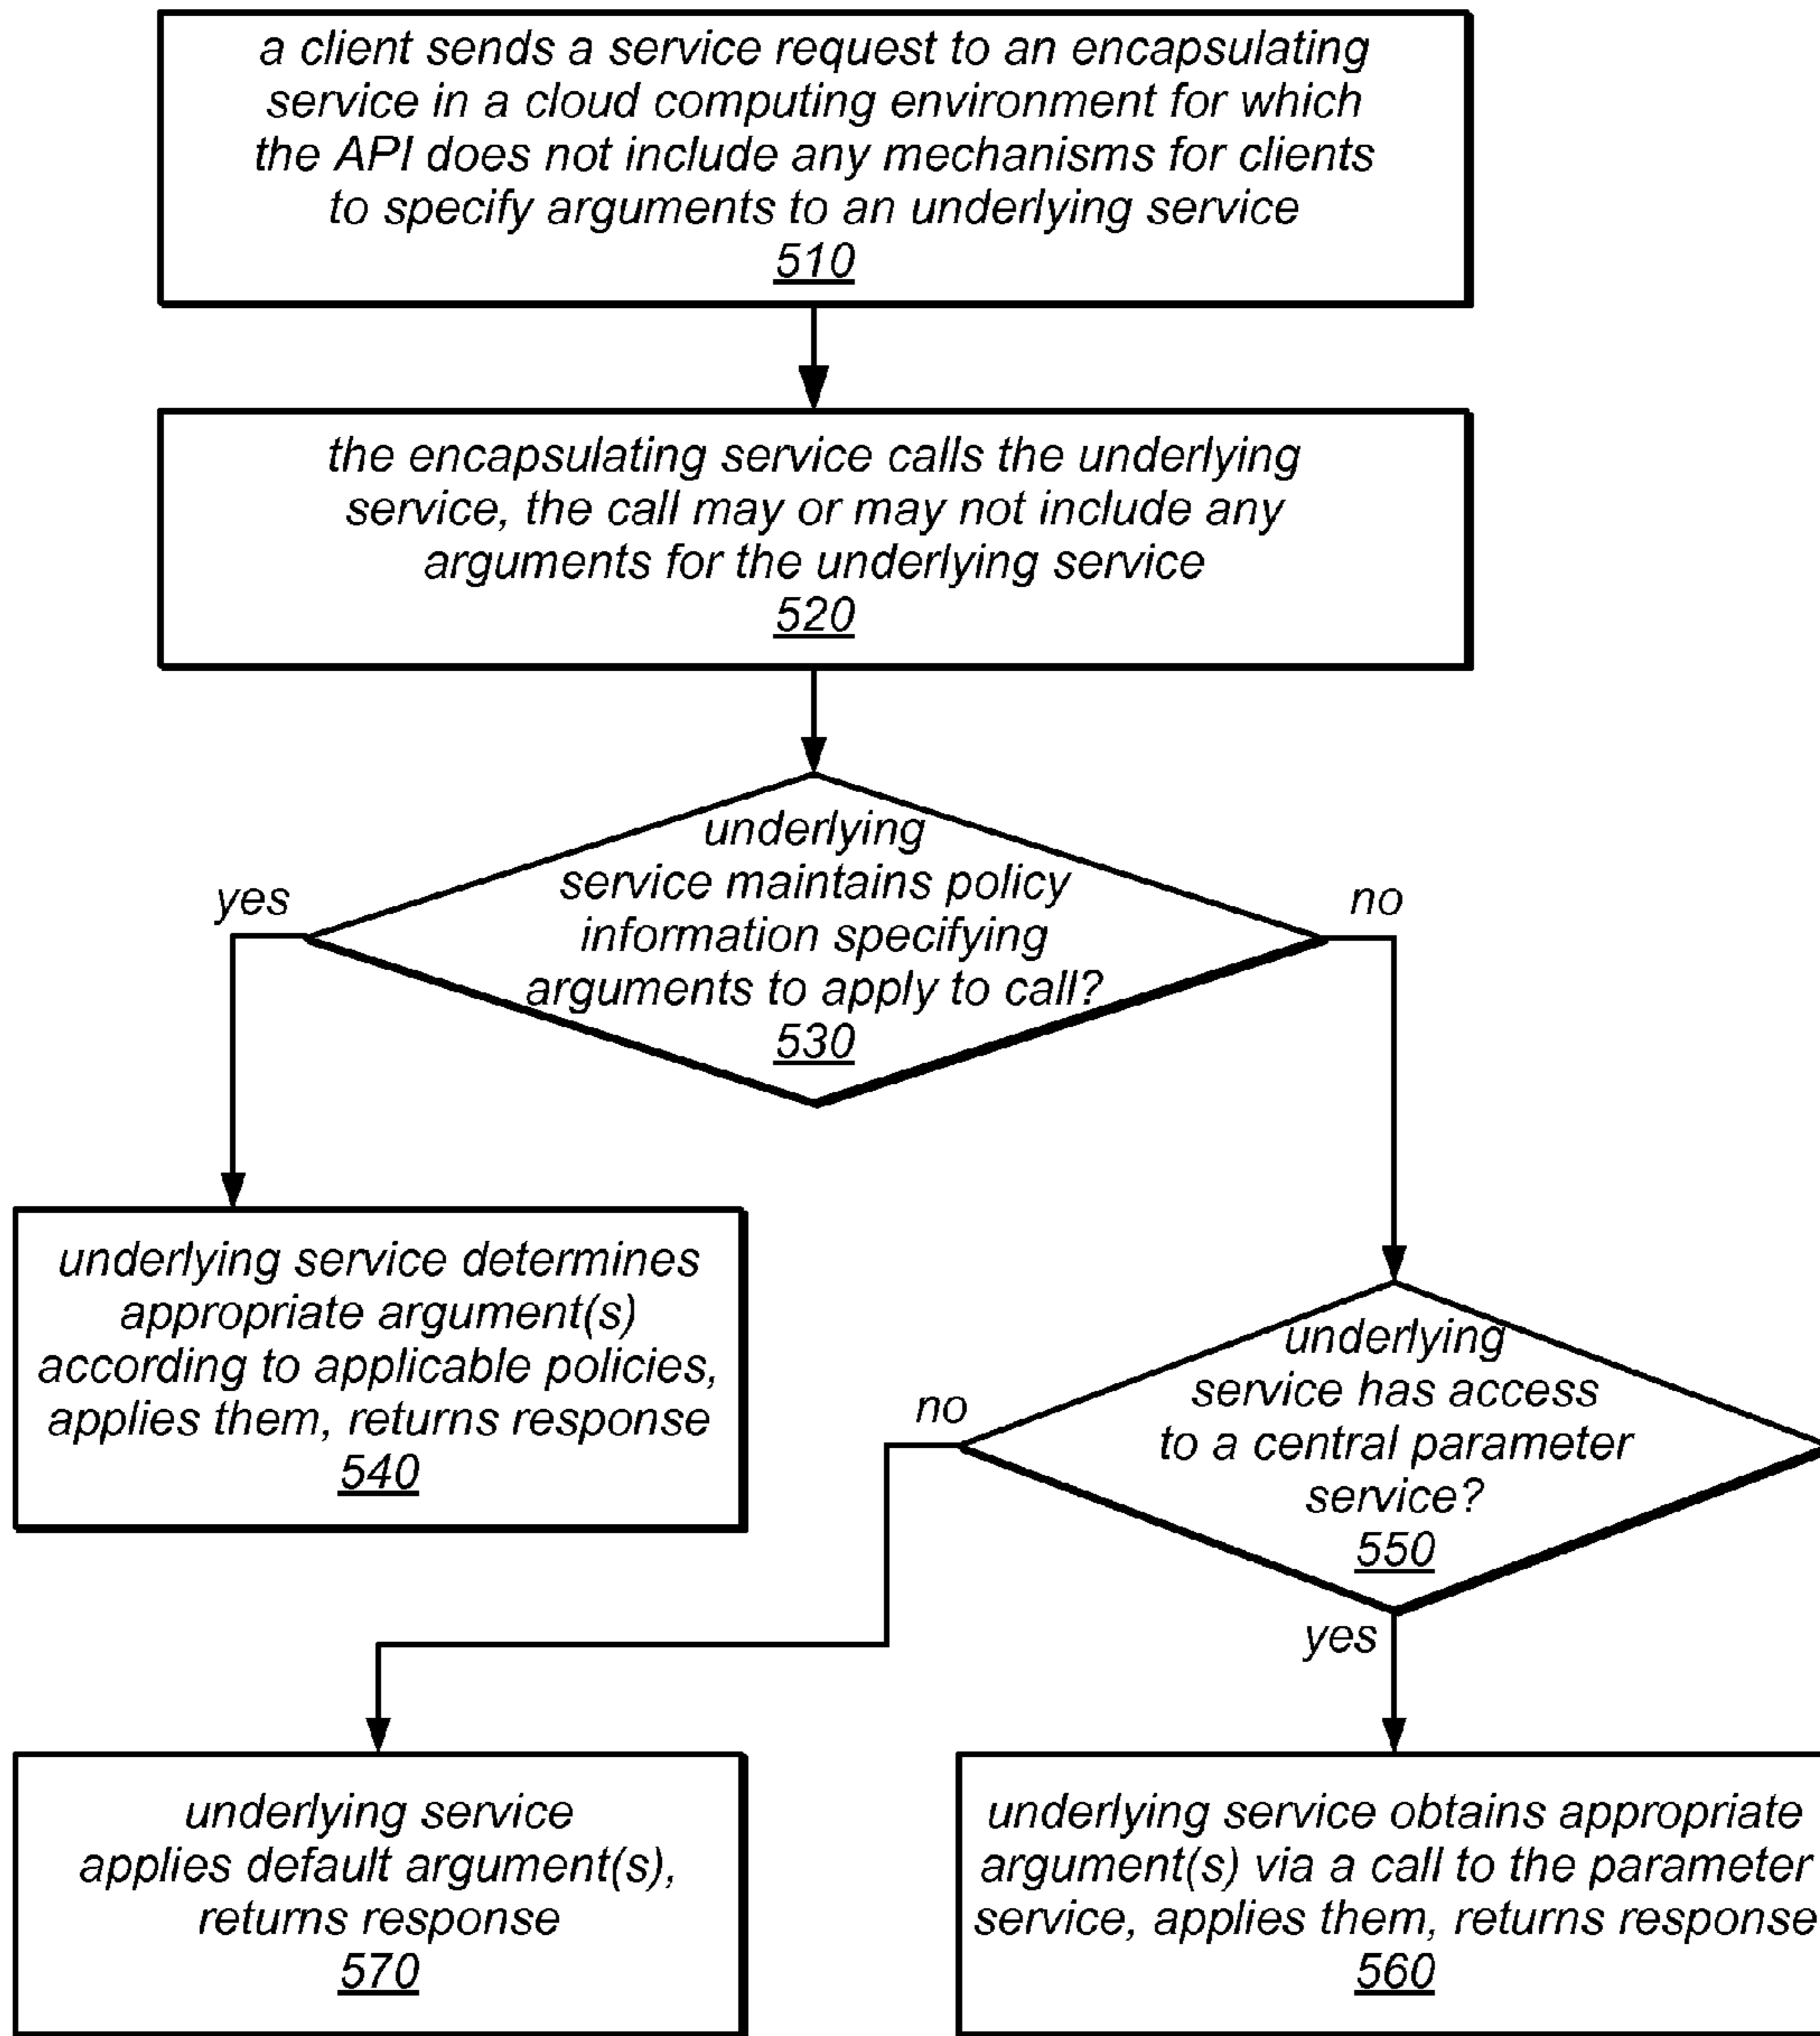 a client sends a service request to an encapsulating
service in a cloud computing environment for which
the API does not include any mechanisms for clients
to specify arguments to an underlying service
510
the encapsulating service calls the underlying
service, the call may or may not include any
arguments for the underlying service
520
underlying
service maintains policy
information specifying
arguments to apply to call?
530
yes
no
underlying service determines
appropriate argument(s)
according to applicable policies,
applies them, returns response
540
underlying
service has access
to a central parameter
service?
550
no
yes
underlying service
applies default argument(s),
returns response
570
underlying service obtains appropriate
argument(s) via a call to the parameter
service, applies them, returns response
560